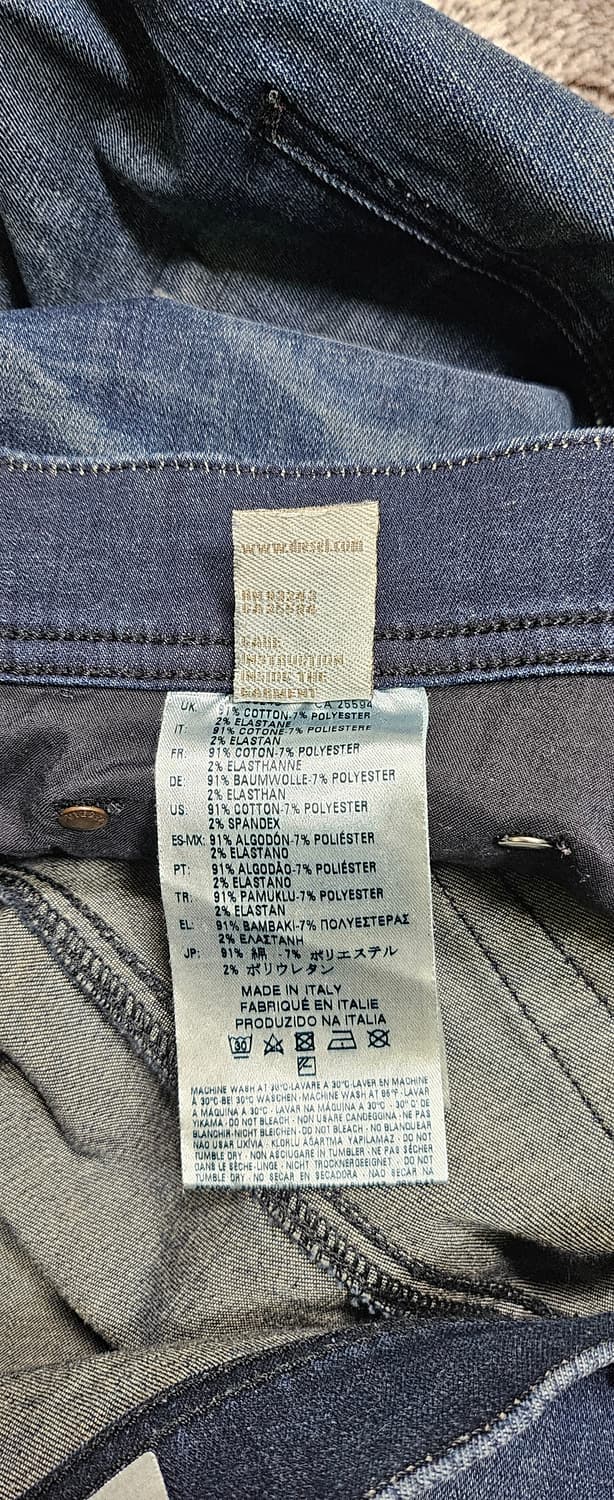 www.diesel.com
RN 93243
CA 25594
CARE
INSTRUCTION
INSIDE THE
GARMENT
CA 25594
UK: 91% COTTON-7% POLYESTER
2% ELASTANE
IT: 91% COTONE-7% POLIESTERE
2% ELASTAN
FR: 91% COTON-7% POLYESTER
2% ELASTHANNE
DE: 91% BAUMWOLLE-7% POLYESTER
2% ELASTHAN
US: 91% COTTON-7% POLYESTER
2% SPANDEX
ES-MX: 91% ALGODÓN-7% POLIÉSTER
2% ELASTANO
PT: 91% ALGODÃO-7% POLIÉSTER
2% ELASTANO
TR: 91% PAMUKLU-7% POLYESTER
2% ELASTAN
EL: 91% ΒΑΜΒΑΚΙ-7% ΠΟΛΥΕΣΤΕΡΑΣ
2% ΕΛΑΣΤΑΝΗ
JP: 91% 綿 -7% ポリエステル
2% ポリウレタン
MADE IN ITALY
FABRIQUÉ EN ITALIE
PRODUZIDO NA ITALIA
30
MACHINE WASH AT 30°C-LAVARE A 30°C-LAVER EN MACHINE
À 30°C-BEI 30°C WASCHEN-MACHINE WASH AT 86°F-LAVAR
A MÁQUINA A 30°C - LAVAR NA MÁQUINA A 30°C - 30° C' DE
YIKAMA-DO NOT BLEACH - NON USARE CANDEGGINA - NE PAS
BLANCHIR-NICHT BLEICHEN-DO NOT BLEACH-NO BLANQUEAR
NÃO USAR LIXÍVIA - KLORLU AĞARTMA YAPILAMAZ - DO NOT
TUMBLE DRY - NON ASCIUGARE IN TUMBLER - NE PAS SÉCHER
DANS LE SÈCHE-LINGE - NICHT TROCKNERGEEIGNET - DO NOT
TUMBLE DRY - NO SECAR EN SECADORA - NÃO SECAR NA